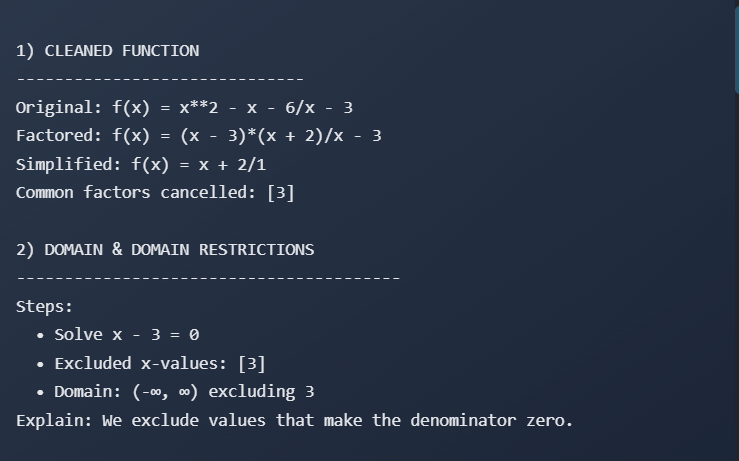 1) CLEANED FUNCTION
------------------------------
Original: f(x) = x**2 - x - 6/x - 3
Factored: f(x) = (x - 3)*(x + 2)/x - 3
Simplified: f(x) = x + 2/1
Common factors cancelled: [3]
2) DOMAIN & DOMAIN RESTRICTIONS
----------------------------------------
Steps:
• Solve x - 3 = 0
• Excluded x-values: [3]
• Domain: (-∞, ∞) excluding 3
Explain: We exclude values that make the denominator zero.